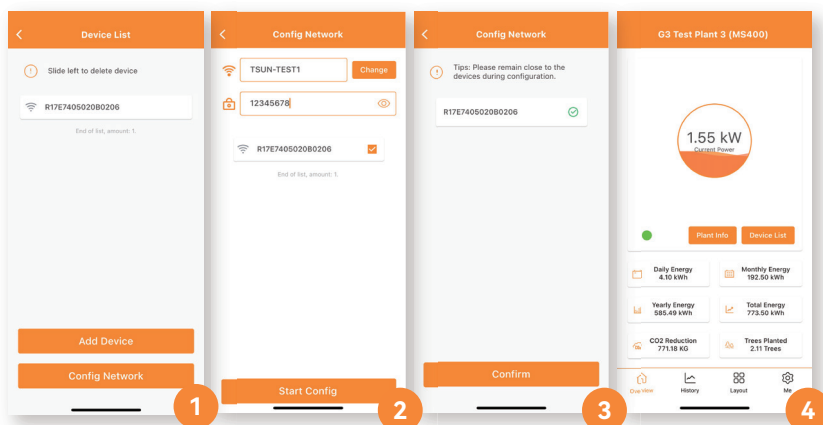 Device List
Slide left to delete device
R17E7405020B0206
End of list, amount: 1.
Add Device
Config Network
1
Config Network
TSUN-TEST1
Change
12345678
R17E7405020B0206
End of list, amount: 1.
Start Config
2
Config Network
Tips: Please remain close to the
devices during configuration.
R17E7405020B0206
Confirm
3
G3 Test Plant 3 (MS400)
1.55 kW
Current Power
Plant Info
Device List
Daily Energy
4.10 kWh
Monthly Energy
192.50 kWh
Yearly Energy
585.49 kWh
Total Energy
773.50 kWh
CO2 Reduction
771.18 KG
Trees Planted
2.11 Trees
History
Layout
Me
4